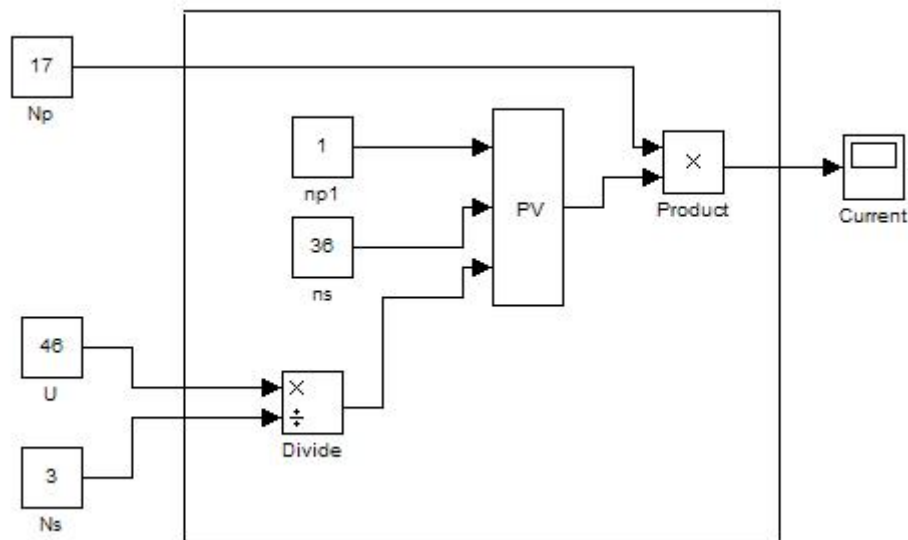 17
Np
1
np1
PV
×
Product
Current
36
ns
46
U
×
÷
Divide
3
Ns